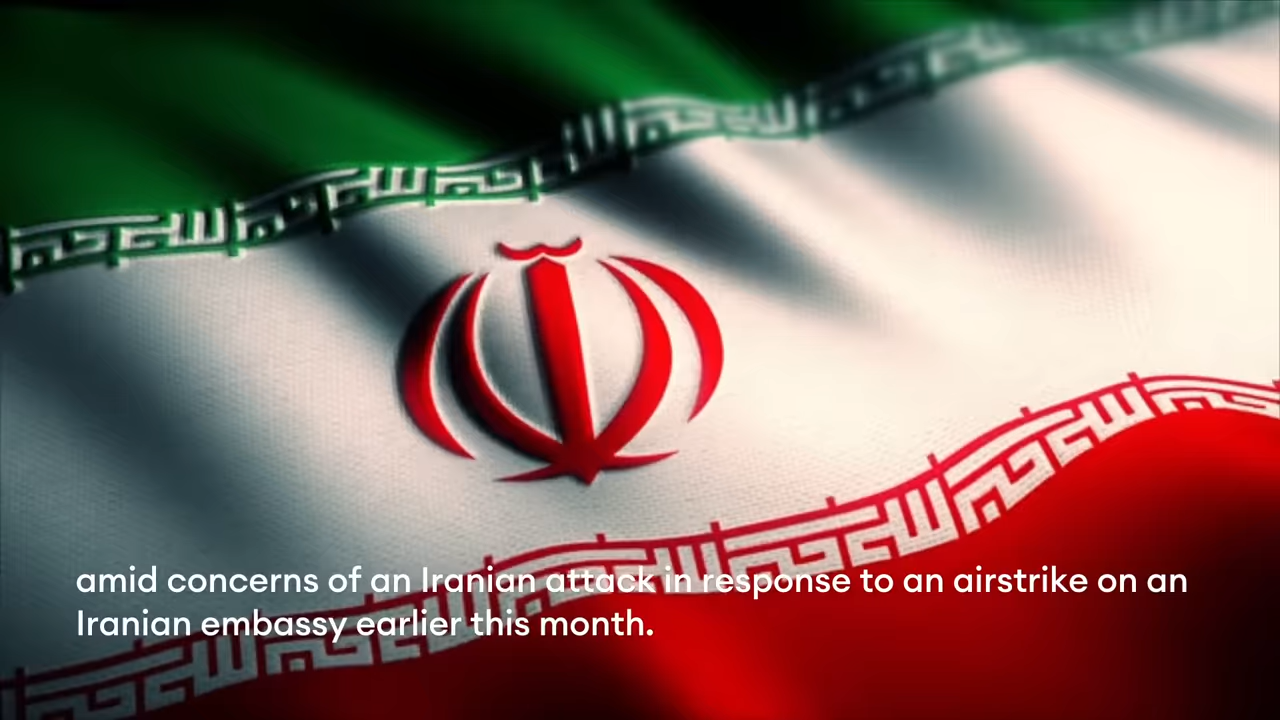 amid concerns of an Iranian attack in response to an airstrike on an
Iranian embassy earlier this month.